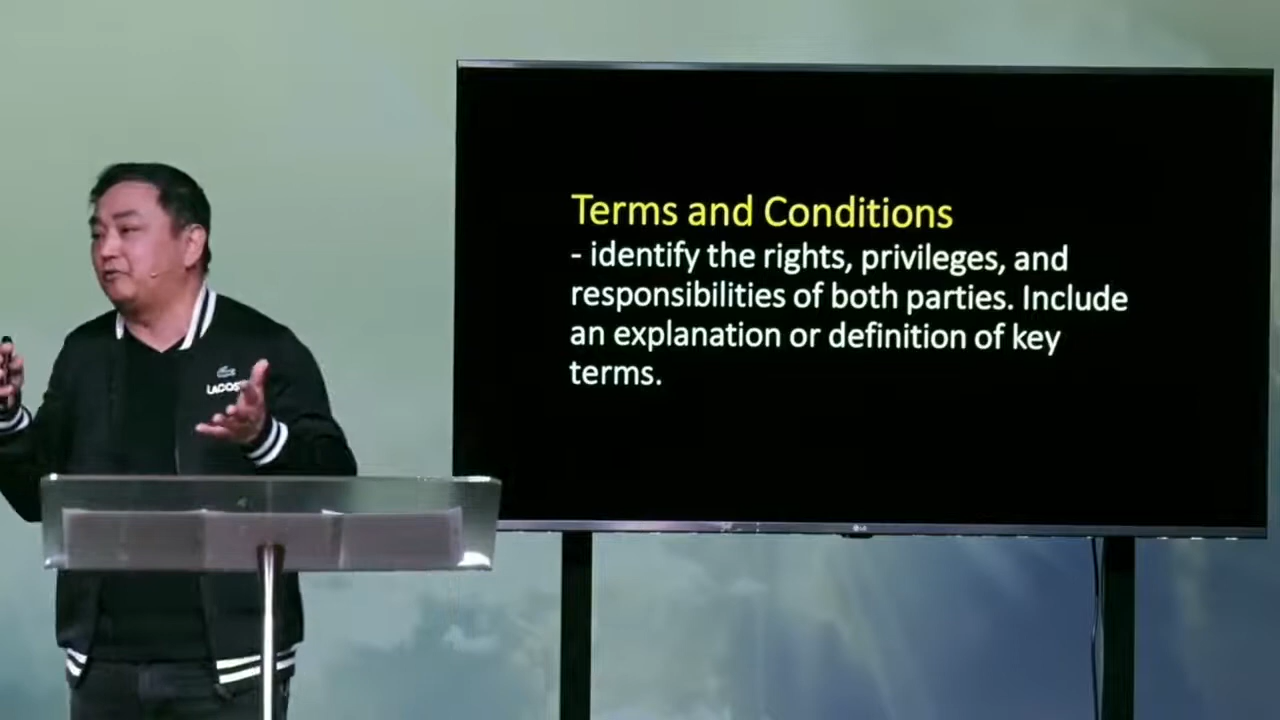 Terms and Conditions
- identify the rights, privileges, and
responsibilities of both parties. Include
an explanation or definition of key
terms.
LG